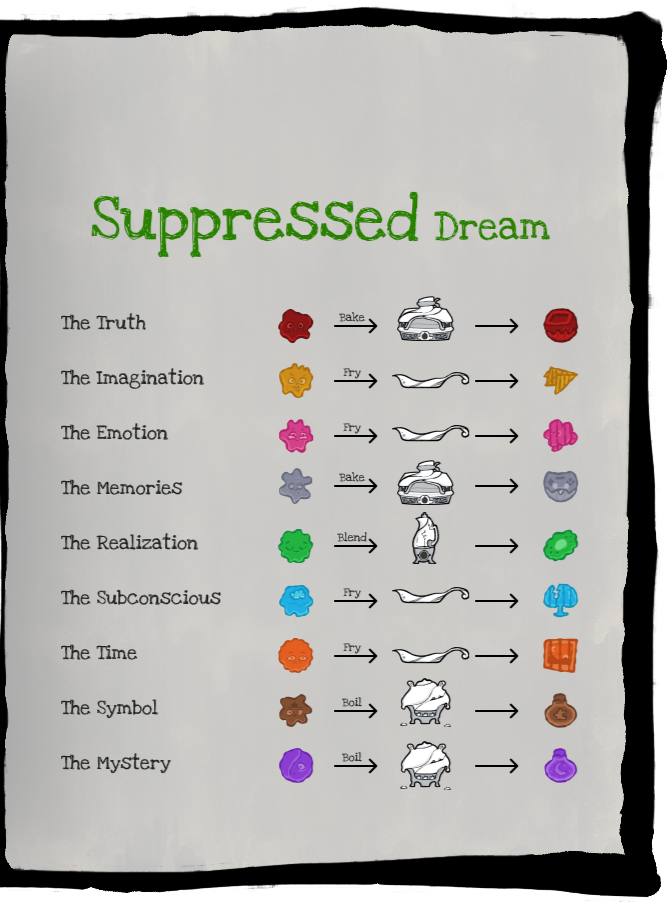 Suppressed Dream
The Truth Bake
The Imagination Fry
The Emotion Fry
The Memories Bake
The Realization Blend
The Subconscious Fry
The Time Fry
The Symbol Boil
The Mystery Boil